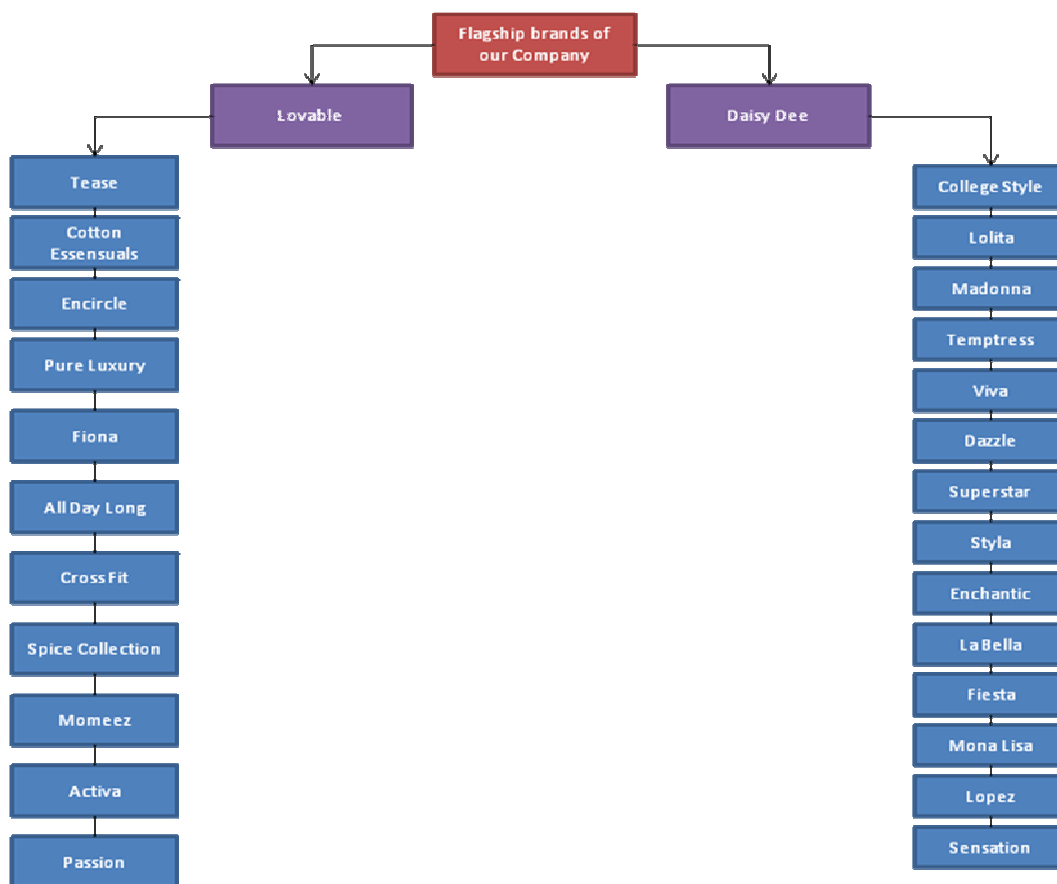 Flagship brands of
our Company
Lovable
Daisy Dee
Tease
Cotton
Essensuals
Encircle
Pure Luxury
Fiona
All Day Long
Cross Fit
Spice Collection
Momeez
Activa
Passion
College Style
Lolita
Madonna
Temptress
Viva
Dazzle
Superstar
Styla
Enchantic
La Bella
Fiesta
Mona Lisa
Lopez
Sensation